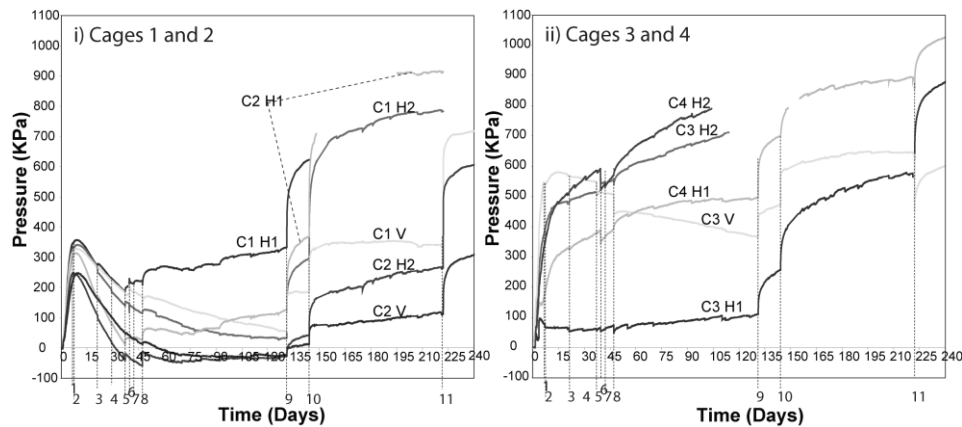 i) Cages 1 and 2
1100
1000
900
800
700
600
500
400
300
200
100
0
-100
Pressure (KPa)
C2 H1
C1 H2
C1 H1
C1 V
C2 H2
C2 V
0 15 30 45 60 75 90 105 120 135 145 165 180 195 210 225 240
1 2 3 4 5 6 7 8 9 10 11
Time (Days)
ii) Cages 3 and 4
1100
1000
900
800
700
600
500
400
300
200
100
0
-100
Pressure (KPa)
C4 H2
C3 H2
C4 H1
C3 V
C3 H1
0 15 30 45 60 75 90 105 120 135 145 165 180 195 210 225 240
1 2 3 4 5 6 7 8 9 10 11
Time (Days)